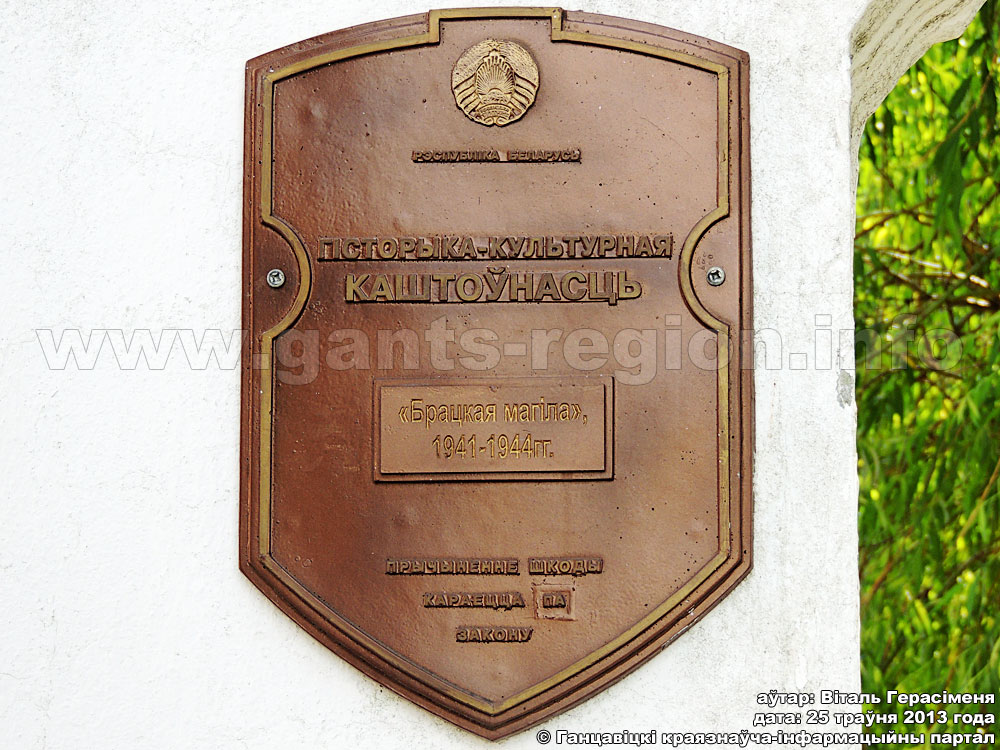 РЭСПУБЛІКА БЕЛАРУСЬ
ГІСТОРЫКА-КУЛЬТУРНАЯ
КАШТОЎНАСЦЬ
www.gants-region.info
«Брацкая магіла»,
1941-1944гг.
ПРЫЧЫНЕННЕ ШКОДЫ
КАРАЕЦЦА ПА
ЗАКОНУ
аўтар: Віталь Герасіменя
дата: 25 траўня 2013 года
© Ганцавіцкі краязнаўча-інфармацыйны партал